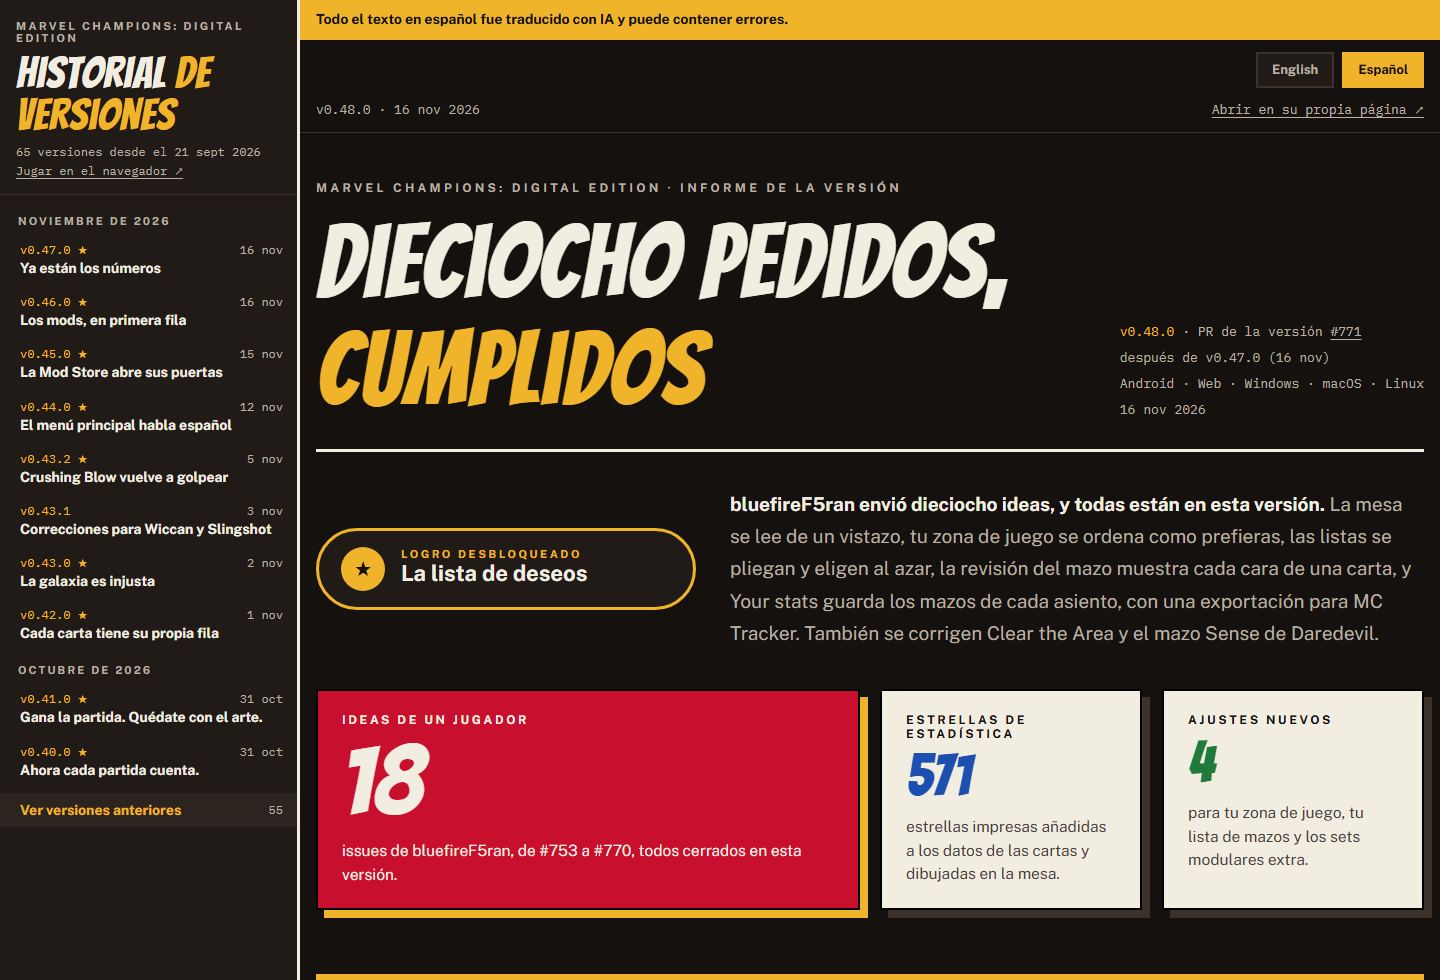 MARVEL CHAMPIONS: DIGITAL
EDITION
HISTORIAL DE
VERSIONES
65 versiones desde el 21 sept 2026
Jugar en el navegador ↗
NOVIEMBRE DE 2026
v0.47.0 ★ 16 nov
Ya están los números
v0.46.0 ★ 16 nov
Los mods, en primera fila
v0.45.0 ★ 15 nov
La Mod Store abre sus puertas
v0.44.0 ★ 12 nov
El menú principal habla español
v0.43.2 ★ 5 nov
Crushing Blow vuelve a golpear
v0.43.1 3 nov
Correcciones para Wiccan y Slingshot
v0.43.0 ★ 2 nov
La galaxia es injusta
v0.42.0 ★ 1 nov
Cada carta tiene su propia fila
OCTUBRE DE 2026
v0.41.0 ★ 31 oct
Gana la partida. Quédate con el arte.
v0.40.0 ★ 31 oct
Ahora cada partida cuenta.
Ver versiones anteriores 55
Todo el texto en español fue traducido con IA y puede contener errores.
English Español
v0.48.0 · 16 nov 2026 Abrir en su propia página ↗
MARVEL CHAMPIONS: DIGITAL EDITION · INFORME DE LA VERSIÓN
DIECIOCHO PEDIDOS,
CUMPLIDOS
v0.48.0 · PR de la versión #771
después de v0.47.0 (16 nov)
Android · Web · Windows · macOS · Linux
16 nov 2026
LOGRO DESBLOQUEADO
★ La lista de deseos
bluefireF5ran envió dieciocho ideas, y todas están en esta versión. La mesa
se lee de un vistazo, tu zona de juego se ordena como prefieras, las listas se
pliegan y eligen al azar, la revisión del mazo muestra cada cara de una carta, y
Your stats guarda los mazos de cada asiento, con una exportación para MC
Tracker. También se corrigen Clear the Area y el mazo Sense de Daredevil.
IDEAS DE UN JUGADOR
18
issues de bluefireF5ran, de #753 a #770, todos cerrados en esta
versión.
ESTRELLAS DE
ESTADÍSTICA
571
estrellas impresas añadidas
a los datos de las cartas y
dibujadas en la mesa.
AJUSTES NUEVOS
4
para tu zona de juego, tu
lista de mazos y los sets
modulares extra.